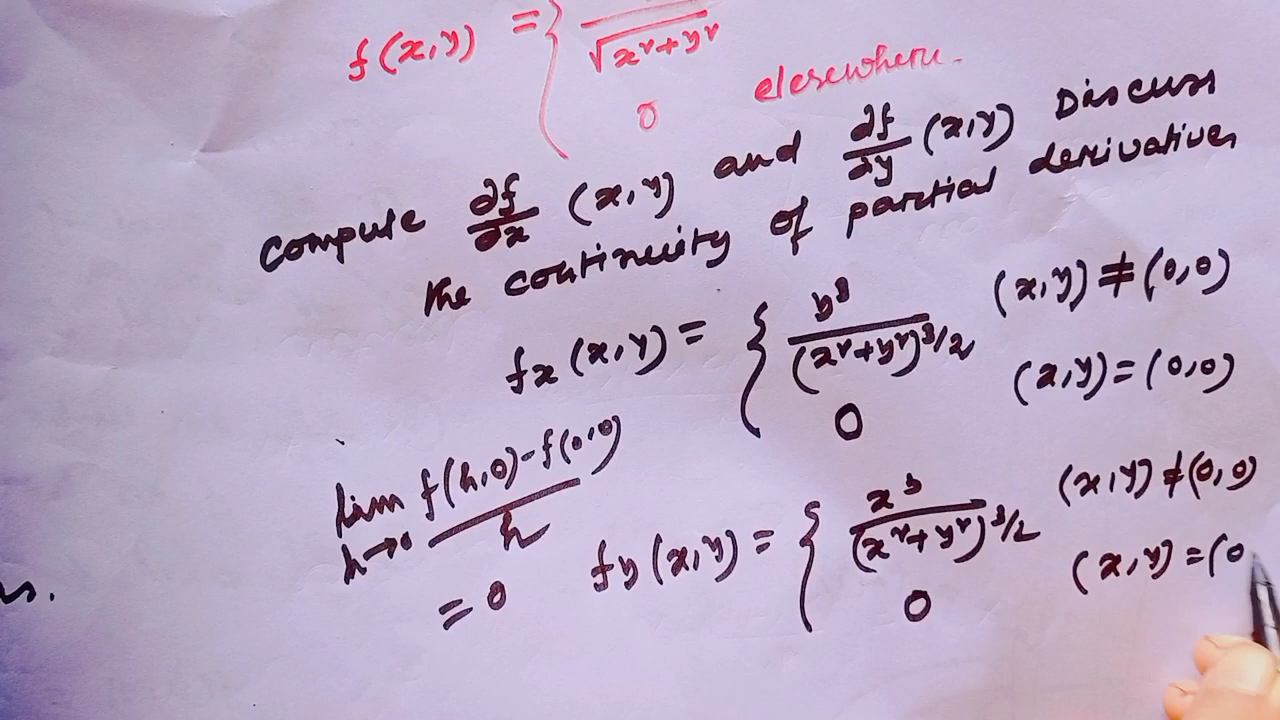 f(x,y) = { ─── / √x²+y²
0 elsewhere.
Compute ∂f/∂x (x,y) and ∂f/∂y (x,y) Discuss
the continuity of partial derivatives
fx(x,y) = { y³/(x²+y²)^3/2 (x,y) ≠ (0,0)
0 (x,y) = (0,0)
lim h→0 f(h,0)-f(0,0)/h
= 0
fy(x,y) = { x³/(x²+y²)^3/2 (x,y) ≠ (0,0)
0 (x,y) = (0